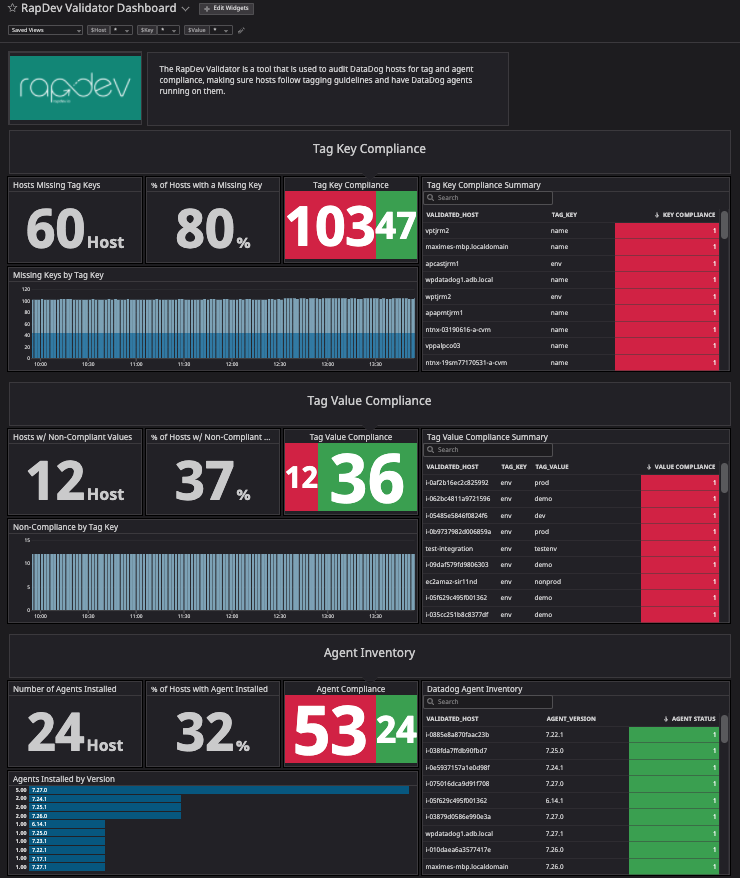 RapDev Validator Dashboard
Edit Widgets
Saved Views $Host * $Key * $Value *
rapdev
The RapDev Validator is a tool that is used to audit DataDog hosts for tag and agent
compliance, making sure hosts follow tagging guidelines and have DataDog agents
running on them.
Tag Key Compliance
Hosts Missing Tag Keys
60 Host
% of Hosts with a Missing Key
80 %
Tag Key Compliance
103 47
Tag Key Compliance Summary
Search
VALIDATED_HOST TAG_KEY KEY COMPLIANCE
vptjrm2 name 1
maximes-mbp.localdomain name 1
apcastjrm1 env 1
wpdatadog1.adb.local name 1
wptjrm2 env 1
apapmtjrm1 name 1
ntnx-03190616-a-cvm name 1
vppalpco03 name 1
ntnx-19sm77170531-a-cvm name 1
Missing Keys by Tag Key
120
100
80
60
40
20
0
10:00 10:30 11:00 11:30 12:00 12:30 13:00 13:30
Tag Value Compliance
Hosts w/ Non-Compliant Values
12 Host
% of Hosts w/ Non-Compliant ...
37 %
Tag Value Compliance
12 36
Tag Value Compliance Summary
Search
VALIDATED_HOST TAG_KEY TAG_VALUE VALUE COMPLIANCE
i-0af2b16ec2c825992 env prod 1
i-062bc4811a9721596 env demo 1
i-05485e5846f0824f6 env dev 1
i-0b9737982d006859a env prod 1
test-integration env testenv 1
i-09daf579fd9806303 env demo 1
ec2amaz-sir11nd env nonprod 1
i-05f629c495f001362 env demo 1
i-035cc251b8c8377df env demo 1
Non-Compliance by Tag Key
15
10
5
0
10:00 10:30 11:00 11:30 12:00 12:30 13:00 13:30
Agent Inventory
Number of Agents Installed
24 Host
% of Hosts with Agent Installed
32 %
Agent Compliance
53 24
Datadog Agent Inventory
Search
VALIDATED_HOST AGENT_VERSION AGENT STATUS
i-0885e8a870faac23b 7.22.1 1
i-038fda7ffdb90fbd7 7.25.0 1
i-0e5937157a1e0d98f 7.24.1 1
i-075016dca9d91f708 7.27.0 1
i-05f629c495f001362 6.14.1 1
i-03879d0586e990e3a 7.27.0 1
wpdatadog1.adb.local 7.27.1 1
i-010daea6a3577417e 7.26.0 1
maximes-mbp.localdomain 7.26.0 1
Agents Installed by Version
5.00 7.27.0
2.00 7.24.1
2.00 7.25.1
2.00 7.26.0
1.00 6.14.1
1.00 7.25.0
1.00 7.23.1
1.00 7.22.1
1.00 7.17.1
1.00 7.27.1